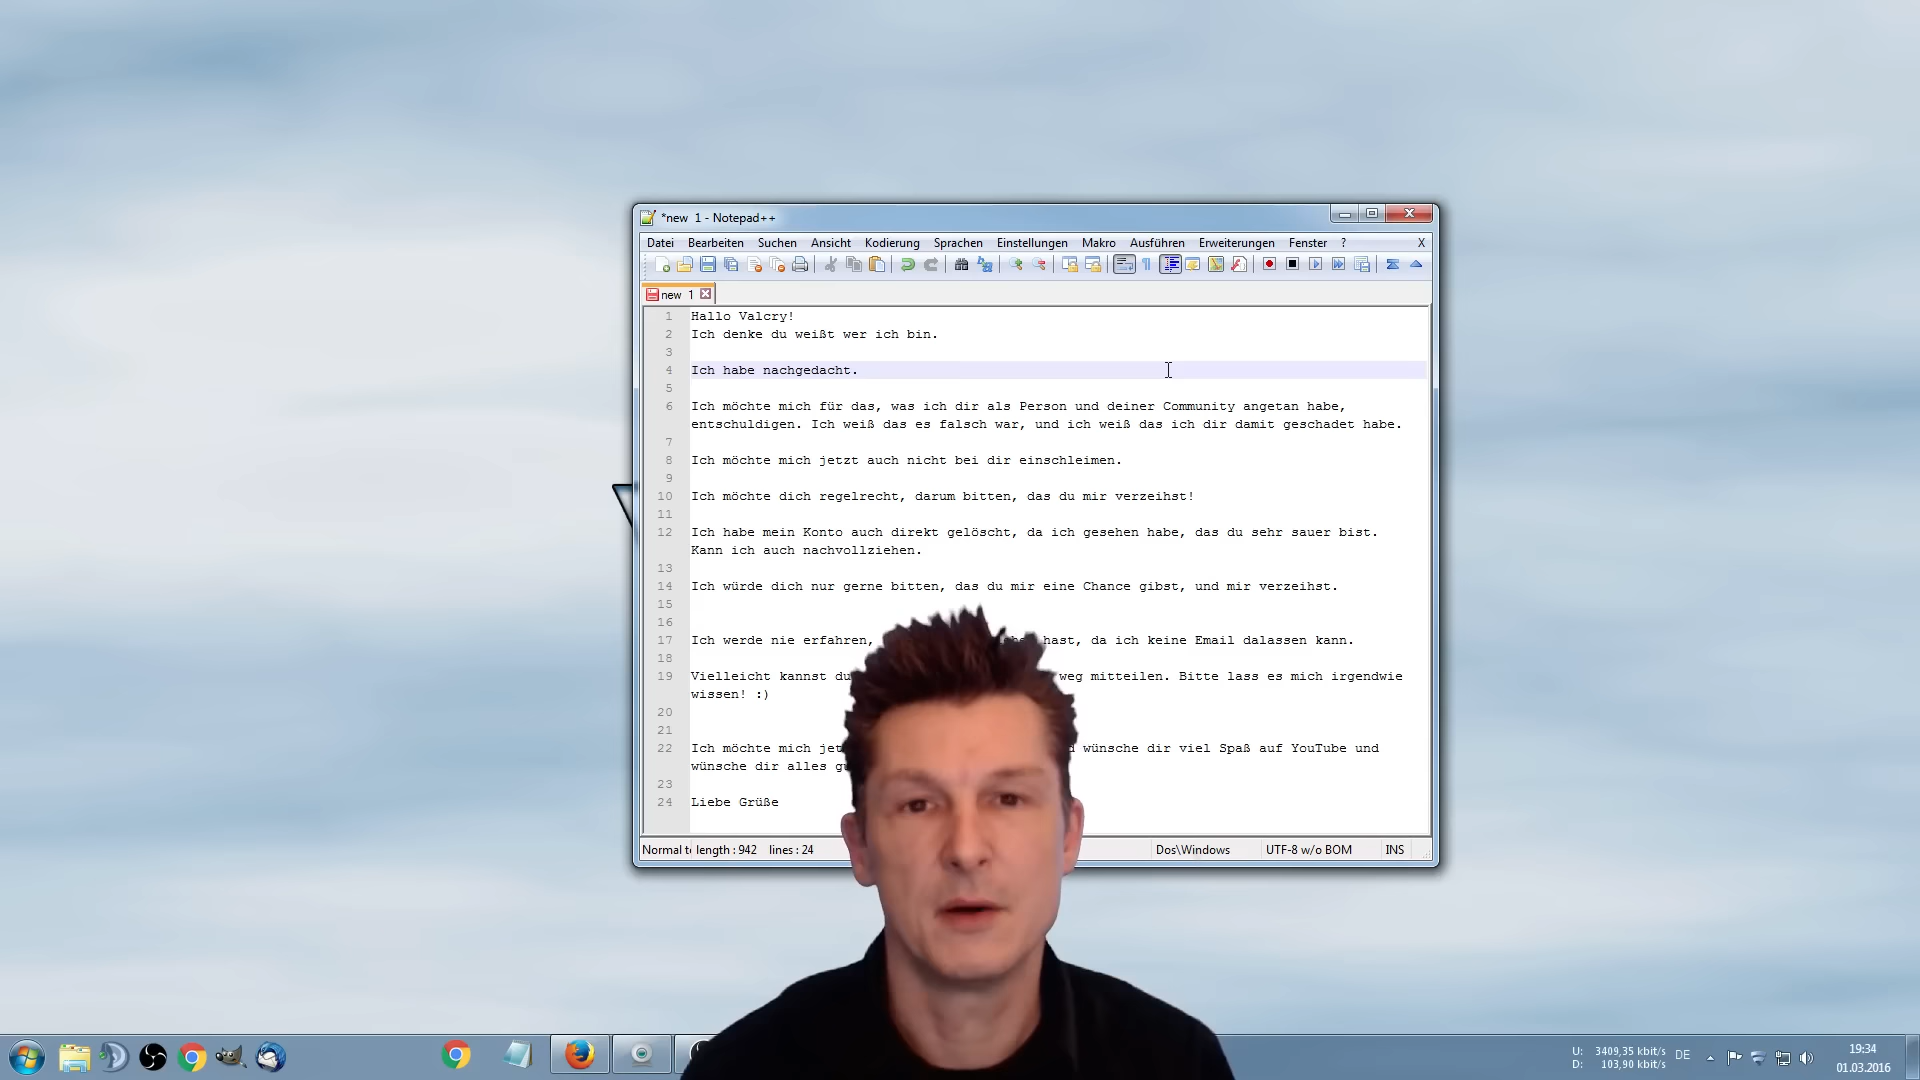 *new 1 - Notepad++
Datei Bearbeiten Suchen Ansicht Kodierung Sprachen Einstellungen Makro Ausführen Erweiterungen Fenster ? X
new 1
1 Hallo Valcry!
2 Ich denke du weißt wer ich bin.
3
4 Ich habe nachgedacht.
5
6 Ich möchte mich für das, was ich dir als Person und deiner Community angetan habe,
entschuldigen. Ich weiß das es falsch war, und ich weiß das ich dir damit geschadet habe.
7
8 Ich möchte mich jetzt auch nicht bei dir einschleimen.
9
10 Ich möchte dich regelrecht, darum bitten, das du mir verzeihst!
11
12 Ich habe mein Konto auch direkt gelöscht, da ich gesehen habe, das du sehr sauer bist.
Kann ich auch nachvollziehen.
13
14 Ich würde dich nur gerne bitten, das du mir eine Chance gibst, und mir verzeihst.
15
16
17 Ich werde nie erfahren, hast, da ich keine Email dalassen kann.
18
19 Vielleicht kannst du weg mitteilen. Bitte lass es mich irgendwie
wissen! :)
20
21
22 Ich möchte mich wünsche dir viel Spaß auf YouTube und
wünsche dir alles
23
24 Liebe Grüße
length : 942 lines : 24 Dos\Windows UTF-8 w/o BOM INS
U: 3409,35 kbit/s
D: 103,90 kbit/s
DE
19:34
01.03.2016